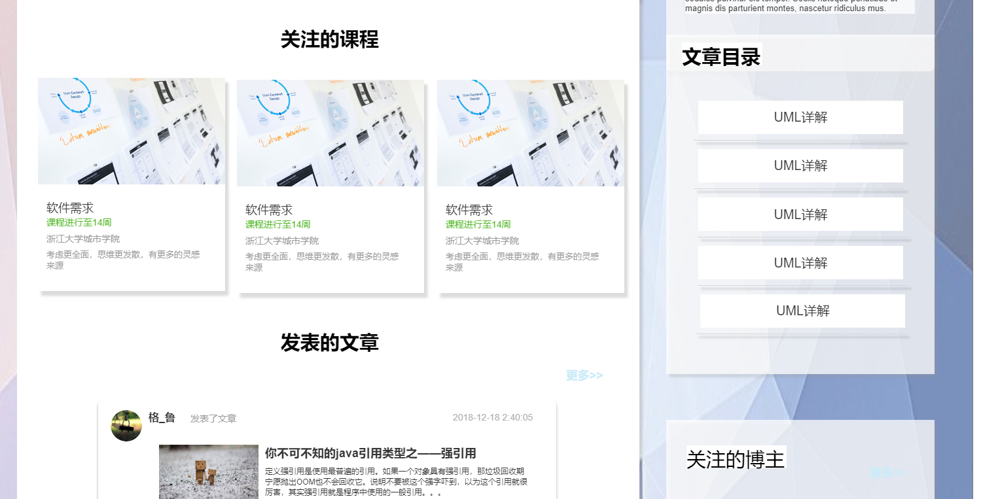 关注的课程
User-Centered
Design
软件需求
课程进行至14周
浙江大学城市学院
考虑更全面，思维更发散，有更多的灵感
来源
User-Centered
Design
软件需求
课程进行至14周
浙江大学城市学院
考虑更全面，思维更发散，有更多的灵感
来源
User-Centered
Design
软件需求
课程进行至14周
浙江大学城市学院
考虑更全面，思维更发散，有更多的灵感
来源
发表的文章
更多>>
格_鲁 发表了文章 2018-12-18 2:40:05
你不可不知的java引用类型之——强引用
定义强引用是使用最普遍的引用。如果一个对象具有强引用，那垃圾回收期
宁愿抛出OOM也不会回收它。说明不要被这个强字吓到，以为这个引用就很
厉害，其实强引用就是程序中使用的一般引用。。。
magnis dis parturient montes, nascetur ridiculus mus.
文章目录
UML详解
UML详解
UML详解
UML详解
UML详解
关注的博主
更多>>